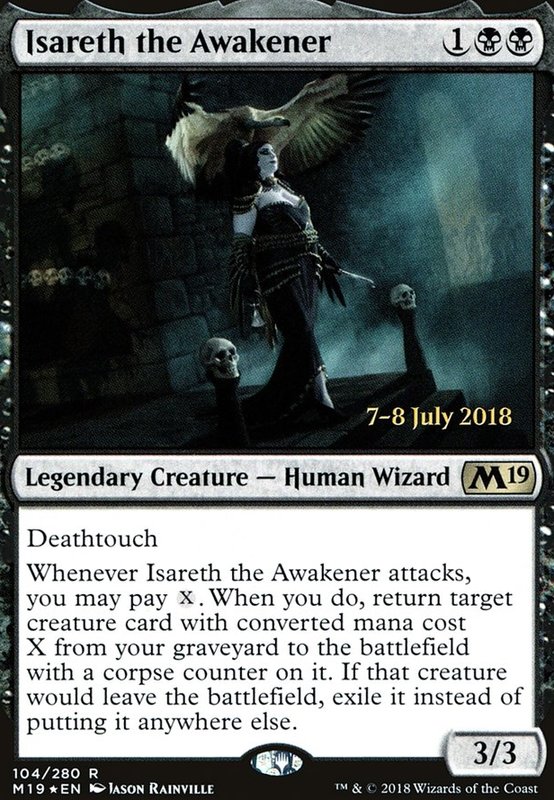 Isareth the Awakener 1
7–8 July 2018
Legendary Creature — Human Wizard M19
Deathtouch
Whenever Isareth the Awakener attacks,
you may pay X. When you do, return target
creature card with converted mana cost
X from your graveyard to the battlefield
with a corpse counter on it. If that creature
would leave the battlefield, exile it instead of
putting it anywhere else.
3/3
104/280 R
M19 ★ EN Jason Rainville
™ & © 2018 Wizards of the Coast